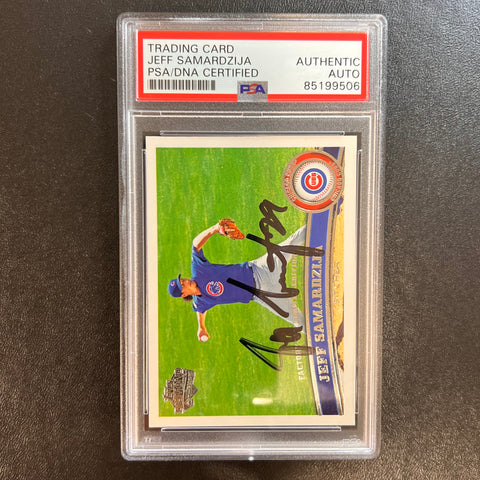 TRADING CARD
JEFF SAMARDZIJA
PSA/DNA CERTIFIED
AUTHENTIC
AUTO
85199506
PSA
JEFF SAMARDZIJA